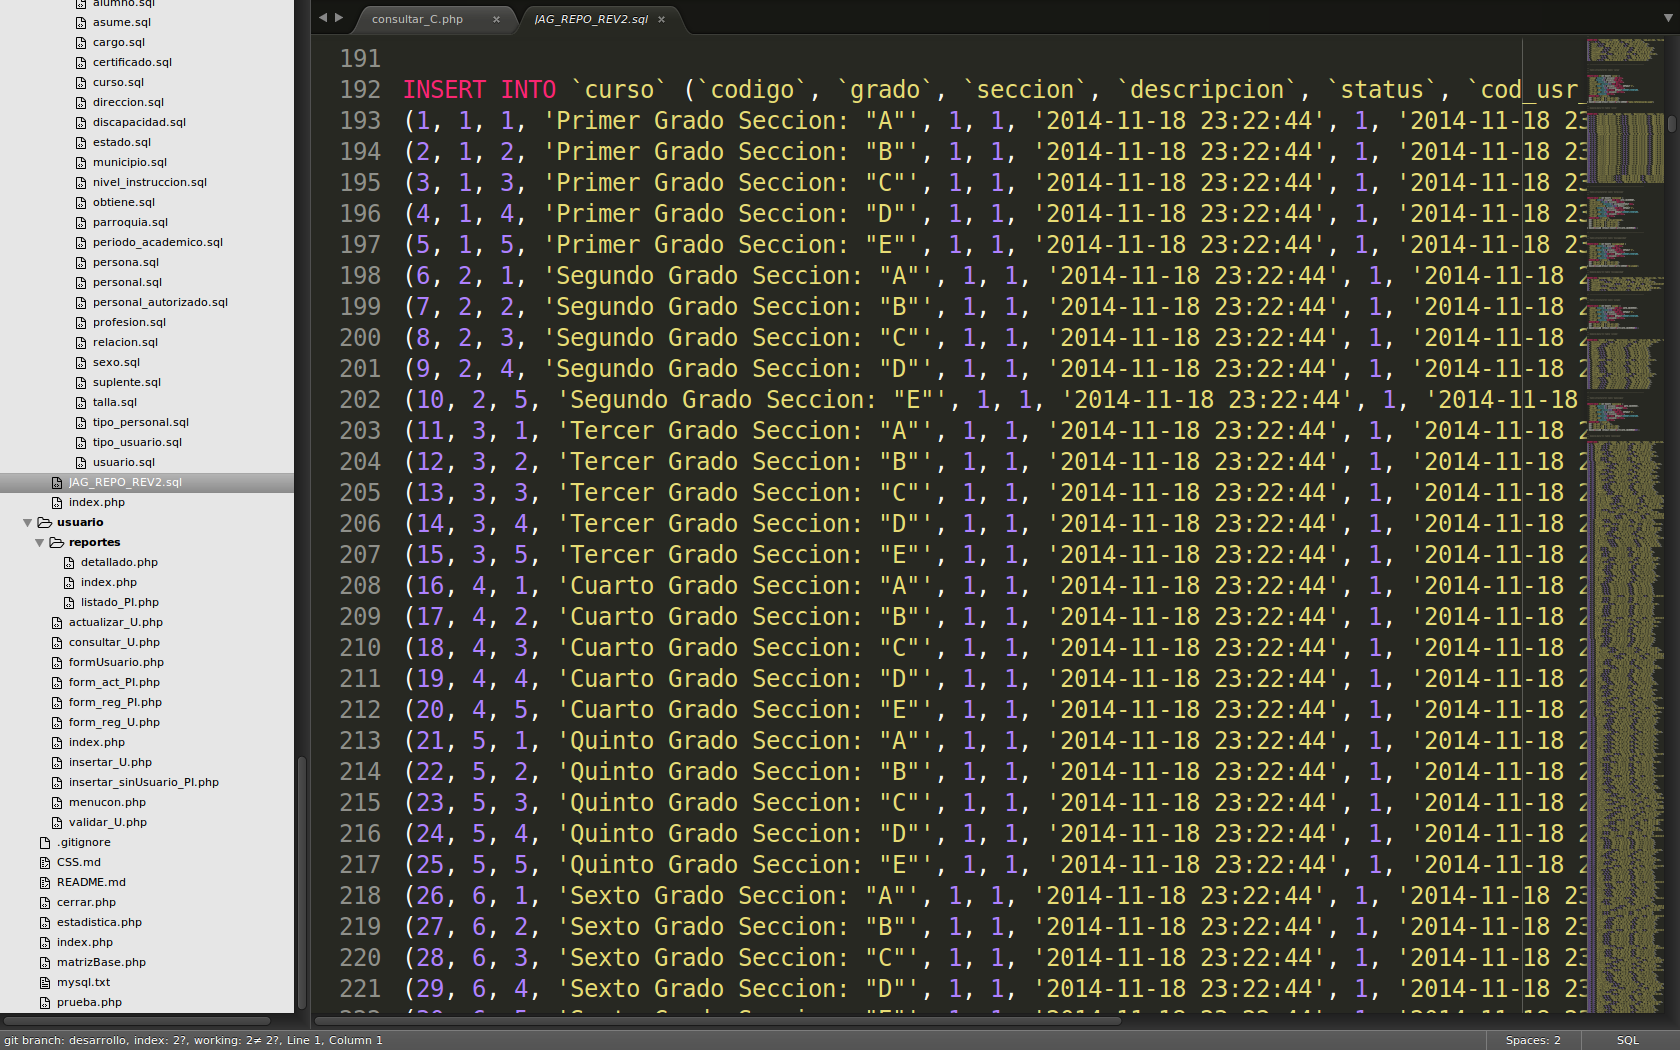 alumno.sql
asume.sql
cargo.sql
certificado.sql
curso.sql
direccion.sql
discapacidad.sql
estado.sql
municipio.sql
nivel_instruccion.sql
obtiene.sql
parroquia.sql
periodo_academico.sql
persona.sql
personal.sql
personal_autorizado.sql
profesion.sql
relacion.sql
sexo.sql
suplente.sql
talla.sql
tipo_personal.sql
tipo_usuario.sql
usuario.sql
JAG_REPO_REV2.sql
index.php
usuario
reportes
detallado.php
index.php
listado_PI.php
actualizar_U.php
consultar_U.php
formUsuario.php
form_act_PI.php
form_reg_PI.php
form_reg_U.php
index.php
insertar_U.php
insertar_sinUsuario_PI.php
menucon.php
validar_U.php
.gitignore
CSS.md
README.md
cerrar.php
estadistica.php
index.php
matrizBase.php
mysql.txt
prueba.php
consultar_C.php ×
JAG_REPO_REV2.sql ×
191
192 INSERT INTO `curso` (`codigo`, `grado`, `seccion`, `descripcion`, `status`, `cod_usr_
193 (1, 1, 1, 'Primer Grado Seccion: "A"', 1, 1, '2014-11-18 23:22:44', 1, '2014-11-18 23
194 (2, 1, 2, 'Primer Grado Seccion: "B"', 1, 1, '2014-11-18 23:22:44', 1, '2014-11-18 23
195 (3, 1, 3, 'Primer Grado Seccion: "C"', 1, 1, '2014-11-18 23:22:44', 1, '2014-11-18 23
196 (4, 1, 4, 'Primer Grado Seccion: "D"', 1, 1, '2014-11-18 23:22:44', 1, '2014-11-18 23
197 (5, 1, 5, 'Primer Grado Seccion: "E"', 1, 1, '2014-11-18 23:22:44', 1, '2014-11-18 23
198 (6, 2, 1, 'Segundo Grado Seccion: "A"', 1, 1, '2014-11-18 23:22:44', 1, '2014-11-18 2
199 (7, 2, 2, 'Segundo Grado Seccion: "B"', 1, 1, '2014-11-18 23:22:44', 1, '2014-11-18 2
200 (8, 2, 3, 'Segundo Grado Seccion: "C"', 1, 1, '2014-11-18 23:22:44', 1, '2014-11-18 2
201 (9, 2, 4, 'Segundo Grado Seccion: "D"', 1, 1, '2014-11-18 23:22:44', 1, '2014-11-18 2
202 (10, 2, 5, 'Segundo Grado Seccion: "E"', 1, 1, '2014-11-18 23:22:44', 1, '2014-11-18
203 (11, 3, 1, 'Tercer Grado Seccion: "A"', 1, 1, '2014-11-18 23:22:44', 1, '2014-11-18 2
204 (12, 3, 2, 'Tercer Grado Seccion: "B"', 1, 1, '2014-11-18 23:22:44', 1, '2014-11-18 2
205 (13, 3, 3, 'Tercer Grado Seccion: "C"', 1, 1, '2014-11-18 23:22:44', 1, '2014-11-18 2
206 (14, 3, 4, 'Tercer Grado Seccion: "D"', 1, 1, '2014-11-18 23:22:44', 1, '2014-11-18 2
207 (15, 3, 5, 'Tercer Grado Seccion: "E"', 1, 1, '2014-11-18 23:22:44', 1, '2014-11-18 2
208 (16, 4, 1, 'Cuarto Grado Seccion: "A"', 1, 1, '2014-11-18 23:22:44', 1, '2014-11-18 2
209 (17, 4, 2, 'Cuarto Grado Seccion: "B"', 1, 1, '2014-11-18 23:22:44', 1, '2014-11-18 2
210 (18, 4, 3, 'Cuarto Grado Seccion: "C"', 1, 1, '2014-11-18 23:22:44', 1, '2014-11-18 2
211 (19, 4, 4, 'Cuarto Grado Seccion: "D"', 1, 1, '2014-11-18 23:22:44', 1, '2014-11-18 2
212 (20, 4, 5, 'Cuarto Grado Seccion: "E"', 1, 1, '2014-11-18 23:22:44', 1, '2014-11-18 2
213 (21, 5, 1, 'Quinto Grado Seccion: "A"', 1, 1, '2014-11-18 23:22:44', 1, '2014-11-18 2
214 (22, 5, 2, 'Quinto Grado Seccion: "B"', 1, 1, '2014-11-18 23:22:44', 1, '2014-11-18 2
215 (23, 5, 3, 'Quinto Grado Seccion: "C"', 1, 1, '2014-11-18 23:22:44', 1, '2014-11-18 2
216 (24, 5, 4, 'Quinto Grado Seccion: "D"', 1, 1, '2014-11-18 23:22:44', 1, '2014-11-18 2
217 (25, 5, 5, 'Quinto Grado Seccion: "E"', 1, 1, '2014-11-18 23:22:44', 1, '2014-11-18 2
218 (26, 6, 1, 'Sexto Grado Seccion: "A"', 1, 1, '2014-11-18 23:22:44', 1, '2014-11-18 23
219 (27, 6, 2, 'Sexto Grado Seccion: "B"', 1, 1, '2014-11-18 23:22:44', 1, '2014-11-18 23
220 (28, 6, 3, 'Sexto Grado Seccion: "C"', 1, 1, '2014-11-18 23:22:44', 1, '2014-11-18 23
221 (29, 6, 4, 'Sexto Grado Seccion: "D"', 1, 1, '2014-11-18 23:22:44', 1, '2014-11-18 23
git branch: desarrollo, index: 2?, working: 2≠ 2?, Line 1, Column 1
Spaces: 2
SQL